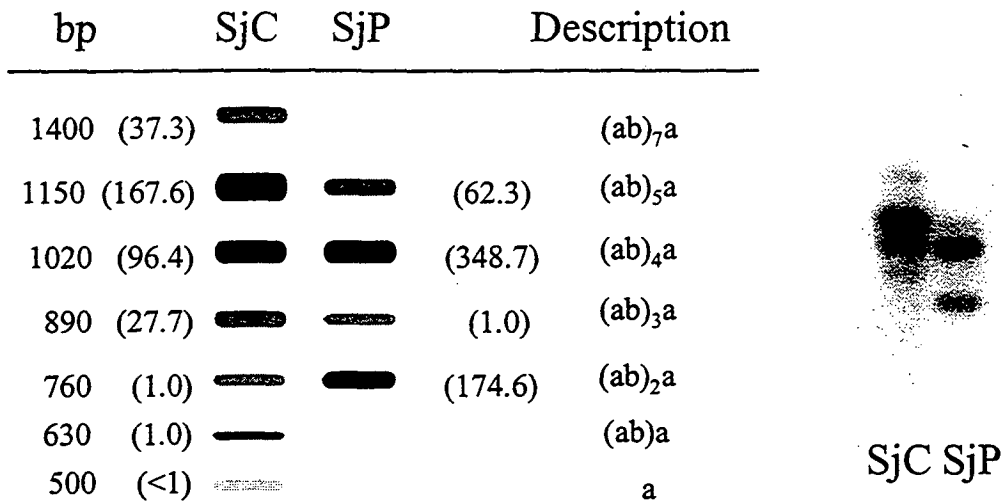 bp SjC SjP Description
1400 (37.3) (ab)₇a
1150 (167.6) (62.3) (ab)₅a
1020 (96.4) (348.7) (ab)₄a
890 (27.7) (1.0) (ab)₃a
760 (1.0) (174.6) (ab)₂a
630 (1.0) (ab)a
500 (<1) a
SjC SjP